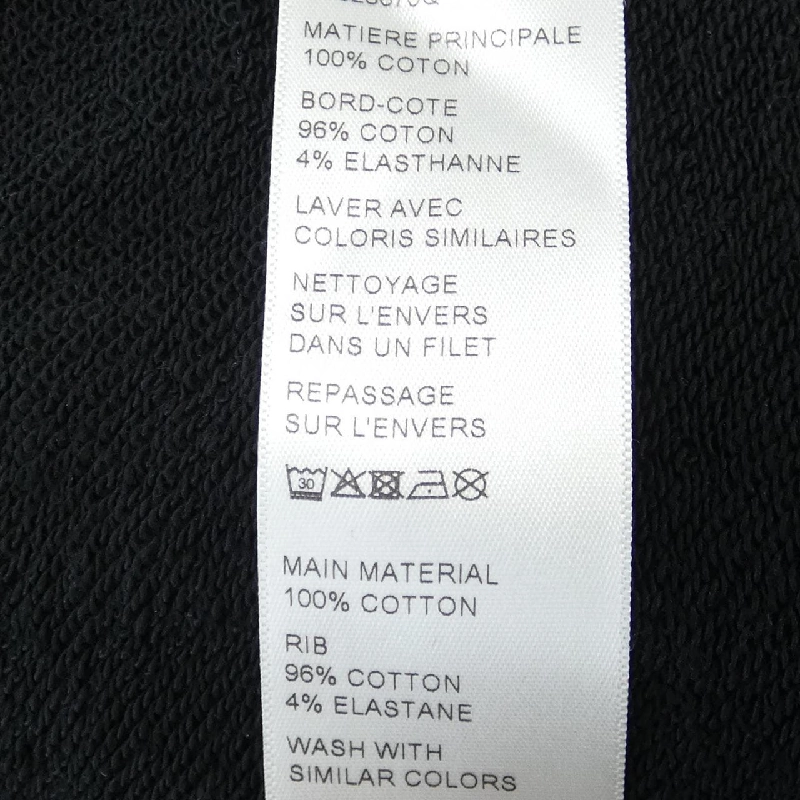 MATIERE PRINCIPALE
100% COTON
BORD-COTE
96% COTON
4% ELASTHANNE
LAVER AVEC
COLORIS SIMILAIRES
NETTOYAGE
SUR L'ENVERS
DANS UN FILET
REPASSAGE
SUR L'ENVERS
30
MAIN MATERIAL
100% COTTON
RIB
96% COTTON
4% ELASTANE
WASH WITH
SIMILAR COLORS